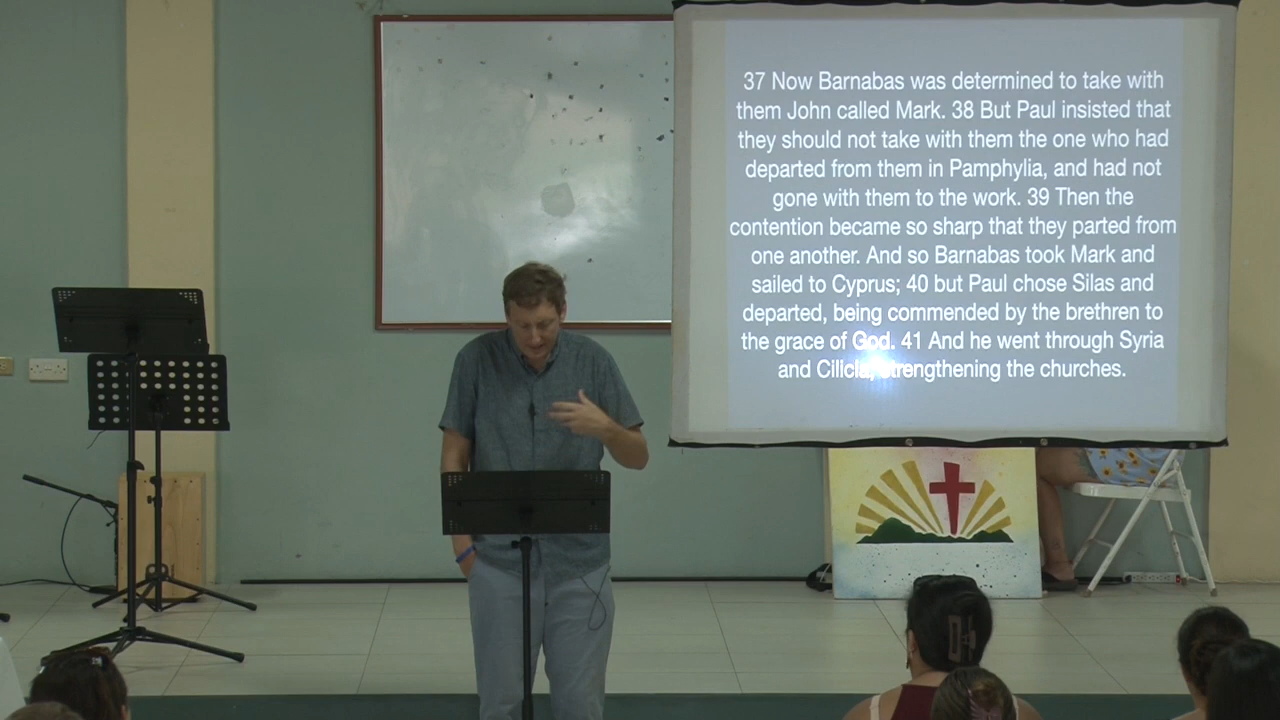 37 Now Barnabas was determined to take with
them John called Mark. 38 But Paul insisted that
they should not take with them the one who had
departed from them in Pamphylia, and had not
gone with them to the work. 39 Then the
contention became so sharp that they parted from
one another. And so Barnabas took Mark and
sailed to Cyprus; 40 but Paul chose Silas and
departed, being commended by the brethren to
the grace of God. 41 And he went through Syria
and Cilicia, strengthening the churches.